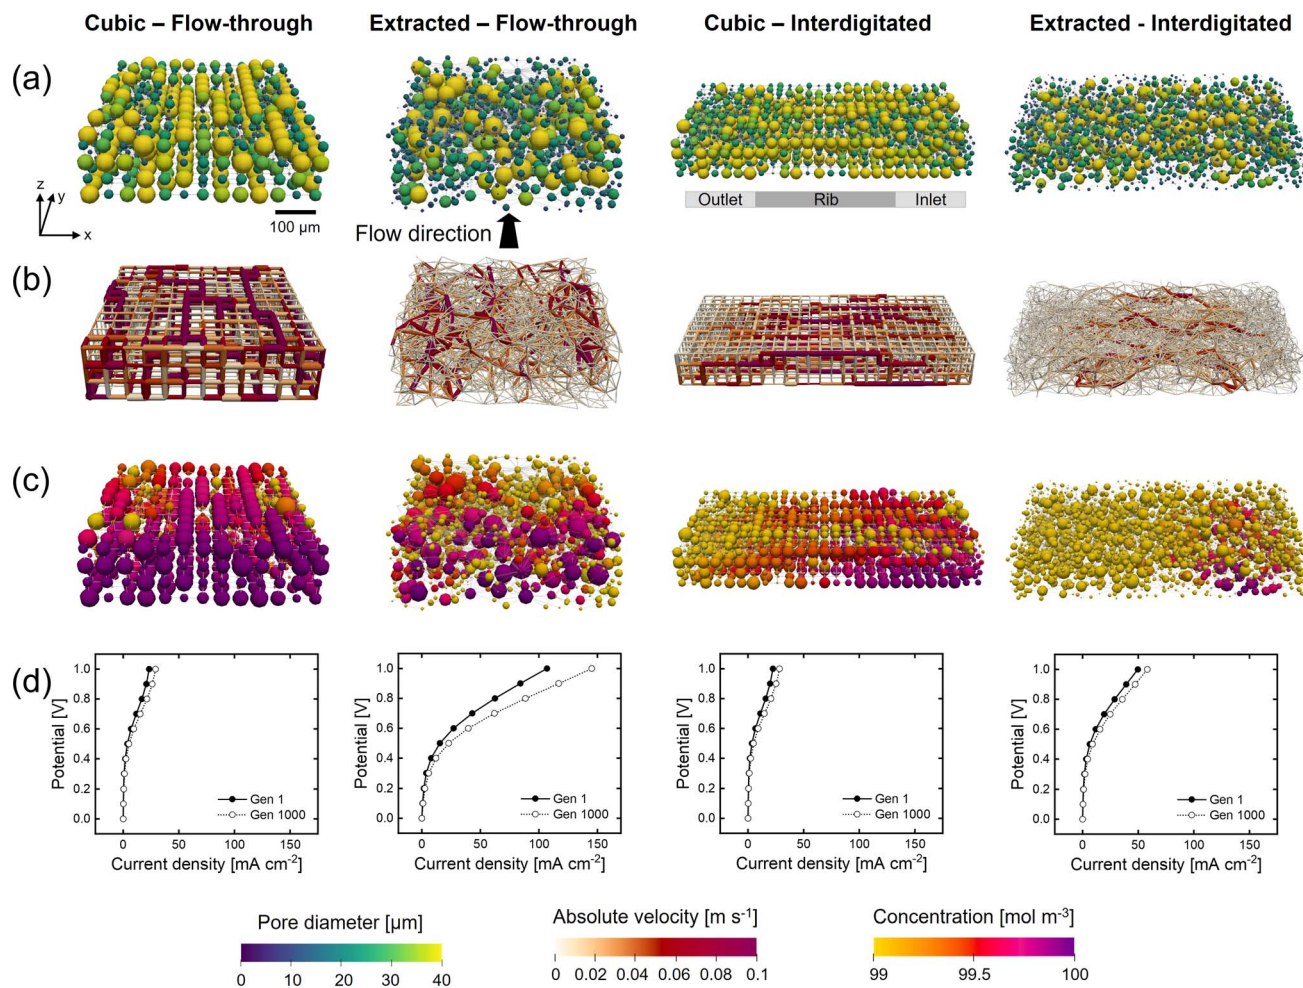 Cubic – Flow-through
Extracted – Flow-through
Cubic – Interdigitated
Extracted - Interdigitated
(a)
z
y
x
100 µm
Flow direction
Outlet
Rib
Inlet
(b)
(c)
(d)
Potential [V]
1.0
0.8
0.6
0.4
0.2
0.0
Gen 1
Gen 1000
0 50 100 150
Current density [mA cm⁻²]
Potential [V]
1.0
0.8
0.6
0.4
0.2
0.0
Gen 1
Gen 1000
0 50 100 150
Current density [mA cm⁻²]
Potential [V]
1.0
0.8
0.6
0.4
0.2
0.0
Gen 1
Gen 1000
0 50 100 150
Current density [mA cm⁻²]
Potential [V]
1.0
0.8
0.6
0.4
0.2
0.0
Gen 1
Gen 1000
0 50 100 150
Current density [mA cm⁻²]
Pore diameter [µm]
0 10 20 30 40
Absolute velocity [m s⁻¹]
0 0.02 0.04 0.06 0.08 0.1
Concentration [mol m⁻³]
99 99.5 100